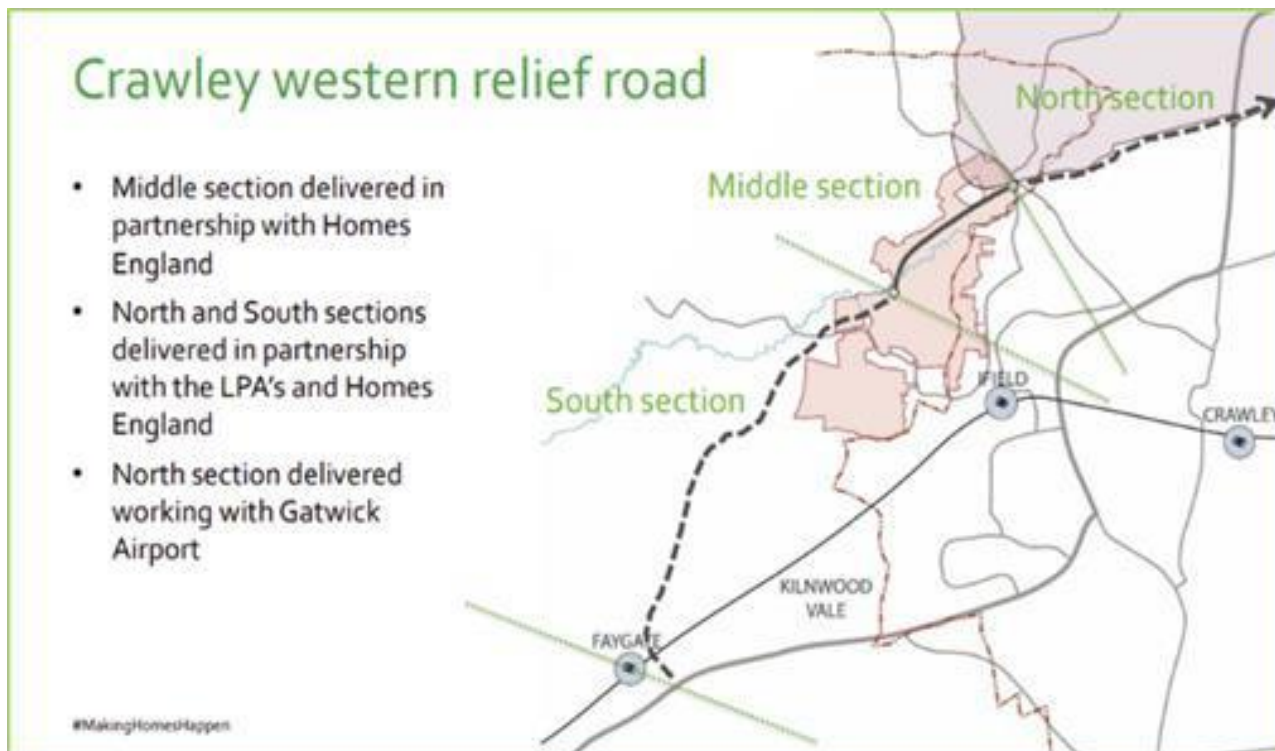 Crawley western relief road
• Middle section delivered in
partnership with Homes
England
• North and South sections
delivered in partnership
with the LPA's and Homes
England
• North section delivered
working with Gatwick
Airport
North section
Middle section
South section
IFIELD
CRAWLEY
KILNWOOD
VALE
FAYGATE
#MakingHomesHappen